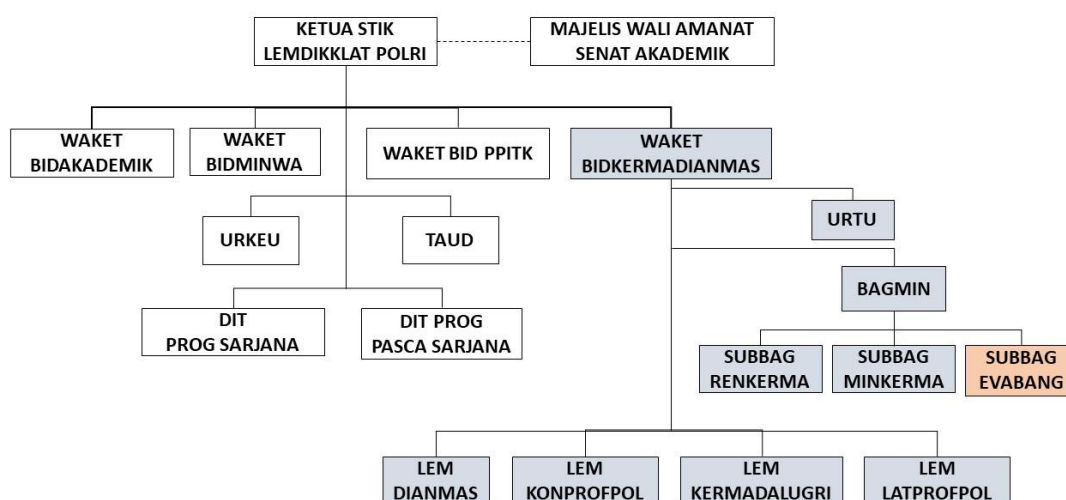 KETUA STIK
LEMDIKKLAT POLRI
MAJELIS WALI AMANAT
SENAT AKADEMIK
WAKET
BIDAKADEMIK
WAKET
BIDMINWA
WAKET BID PPITK
WAKET
BIDKERMADIANMAS
URKEU
TAUD
URTU
BAGMIN
DIT
PROG SARJANA
DIT PROG
PASCA SARJANA
SUBBAG
RENKERMA
SUBBAG
MINKERMA
SUBBAG
EVABANG
LEM
DIANMAS
LEM
KONPROFPOL
LEM
KERMADALUGRI
LEM
LATPROFPOL